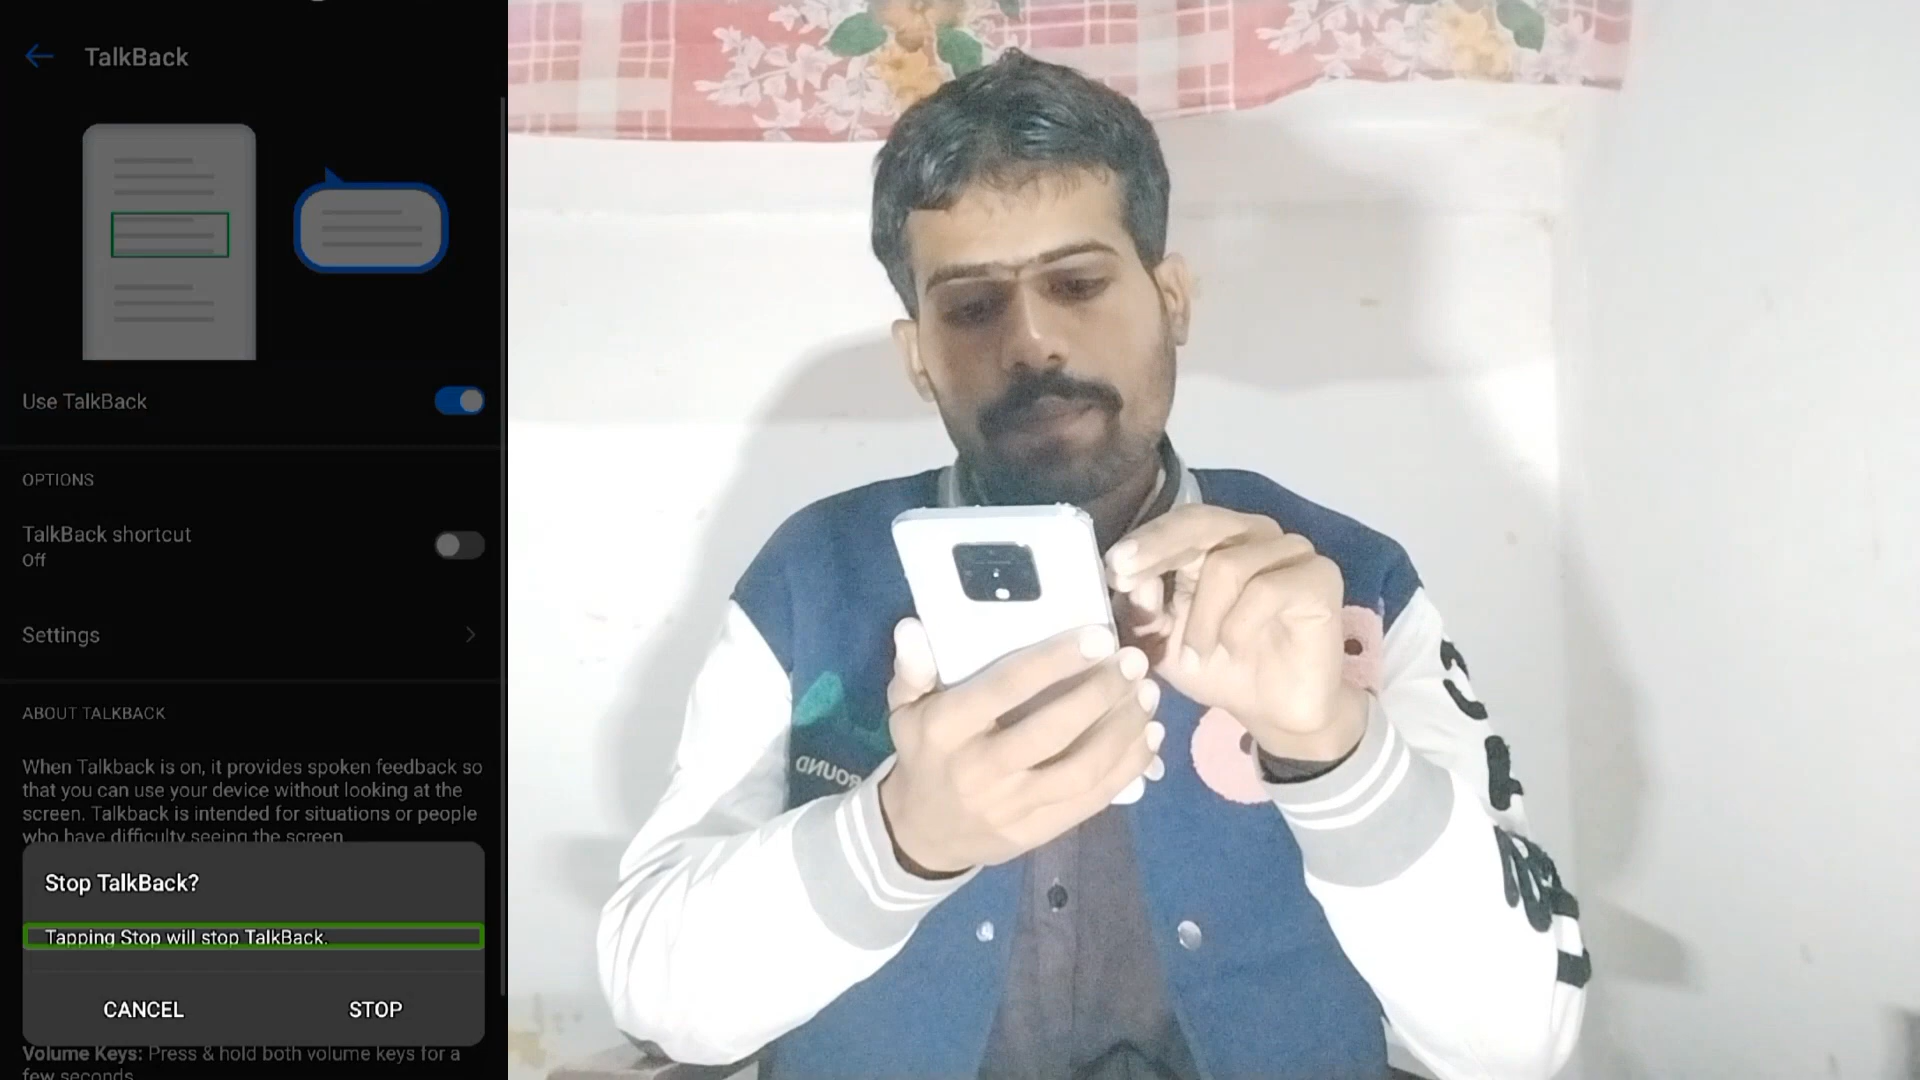 TalkBack
Use TalkBack
OPTIONS
TalkBack shortcut
Off
Settings
ABOUT TALKBACK
When Talkback is on, it provides spoken feedback so
that you can use your device without looking at the
screen. Talkback is intended for situations or people
who have difficulty seeing the screen
Stop TalkBack?
Tapping Stop will stop TalkBack.
CANCEL
STOP
Volume Keys: Press & hold both volume keys for a
few seconds